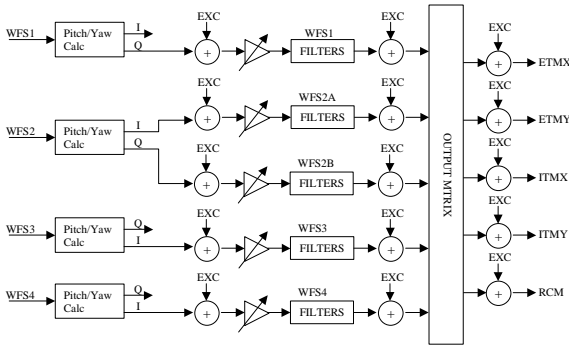 EXC EXC
WFS1 Pitch/Yaw Calc I Q WFS1 FILTERS
EXC ETMX
EXC WFS2A EXC
WFS2 Pitch/Yaw Calc I Q FILTERS
EXC ETMY
EXC WFS2B EXC
FILTERS
OUTPUT MTRIX
EXC ITMX
EXC EXC
WFS3 Pitch/Yaw Calc Q I WFS3 FILTERS
EXC ITMY
EXC EXC
WFS4 Pitch/Yaw Calc Q I WFS4 FILTERS
EXC RCM